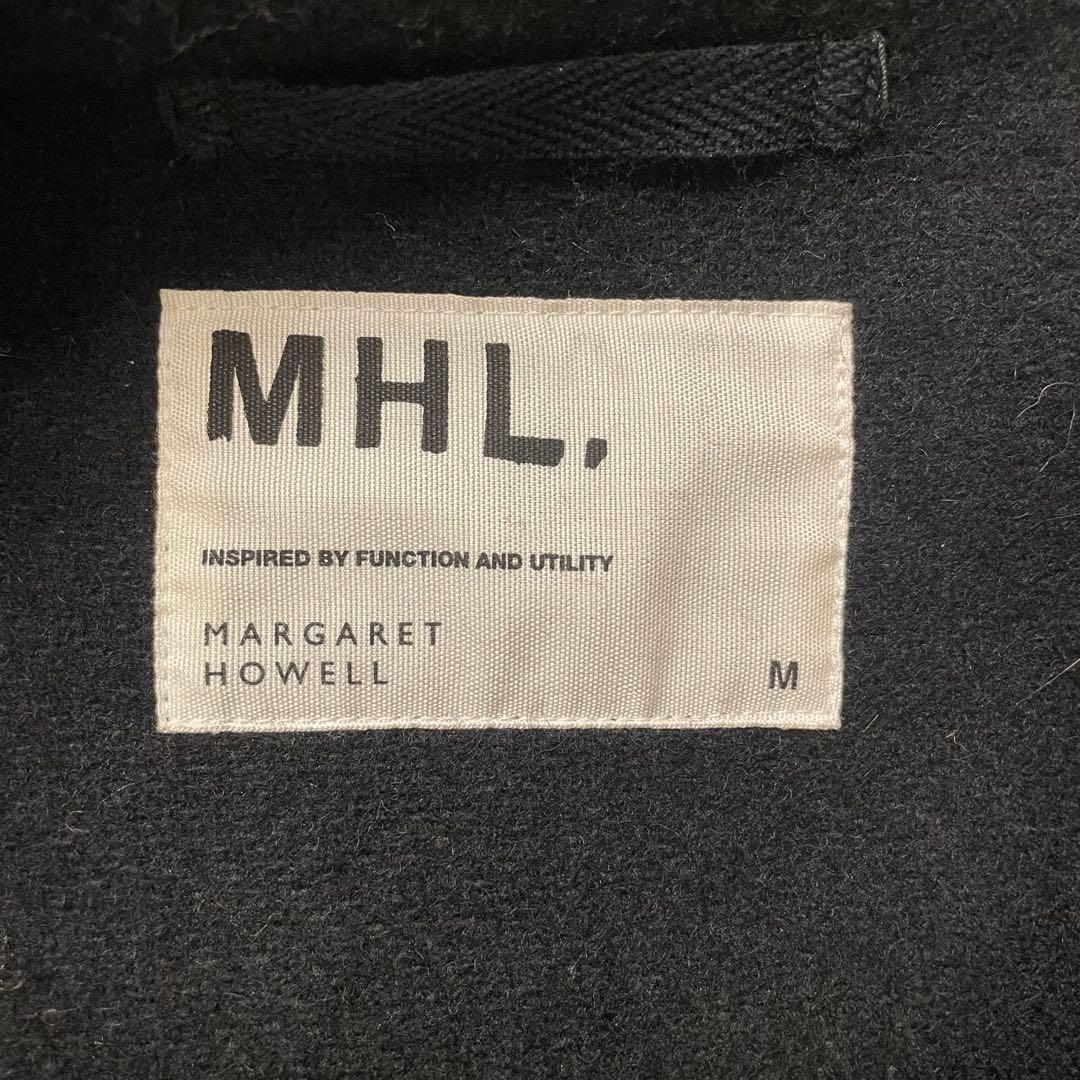 MHL.
INSPIRED BY FUNCTION AND UTILITY
MARGARET
HOWELL M